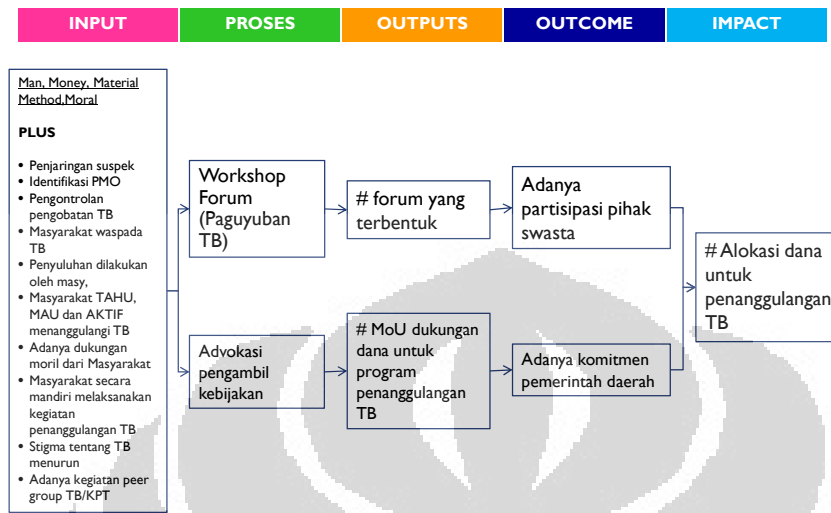 INPUT
PROSES
OUTPUTS
OUTCOME
IMPACT
Man, Money, Material
Method,Moral
PLUS
• Penjaringan suspek
• Identifikasi PMO
• Pengontrolan
pengobatan TB
• Masyarakat waspada
TB
• Penyuluhan dilakukan
oleh masy,
• Masyarakat TAHU,
MAU dan AKTIF
menanggulangi TB
• Adanya dukungan
moril dari Masyarakat
• Masyarakat secara
mandiri melaksanakan
kegiatan
penanggulangan TB
• Stigma tentang TB
menurun
• Adanya kegiatan peer
group TB/KPT
Workshop
Forum
(Paguyuban
TB)
Advokasi
pengambil
kebijakan
# forum yang
terbentuk
# MoU dukungan
dana untuk
program
penanggulangan
TB
Adanya
partisipasi pihak
swasta
Adanya komitmen
pemerintah daerah
# Alokasi dana
untuk
penanggulangan
TB